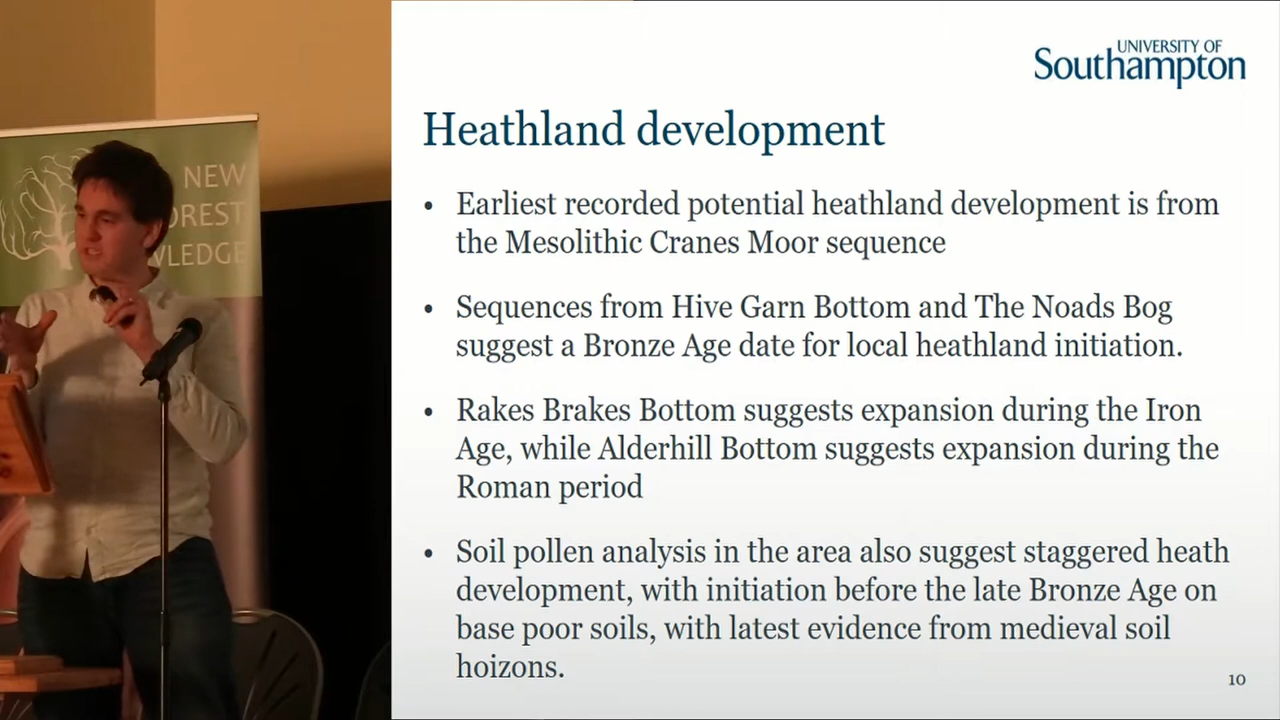 UNIVERSITY OF
Southampton
Heathland development
• Earliest recorded potential heathland development is from
the Mesolithic Cranes Moor sequence
• Sequences from Hive Garn Bottom and The Noads Bog
suggest a Bronze Age date for local heathland initiation.
• Rakes Brakes Bottom suggests expansion during the Iron
Age, while Alderhill Bottom suggests expansion during the
Roman period
• Soil pollen analysis in the area also suggest staggered heath
development, with initiation before the late Bronze Age on
base poor soils, with latest evidence from medieval soil
hoizons.
10
NEW
OREST
WLEDGE